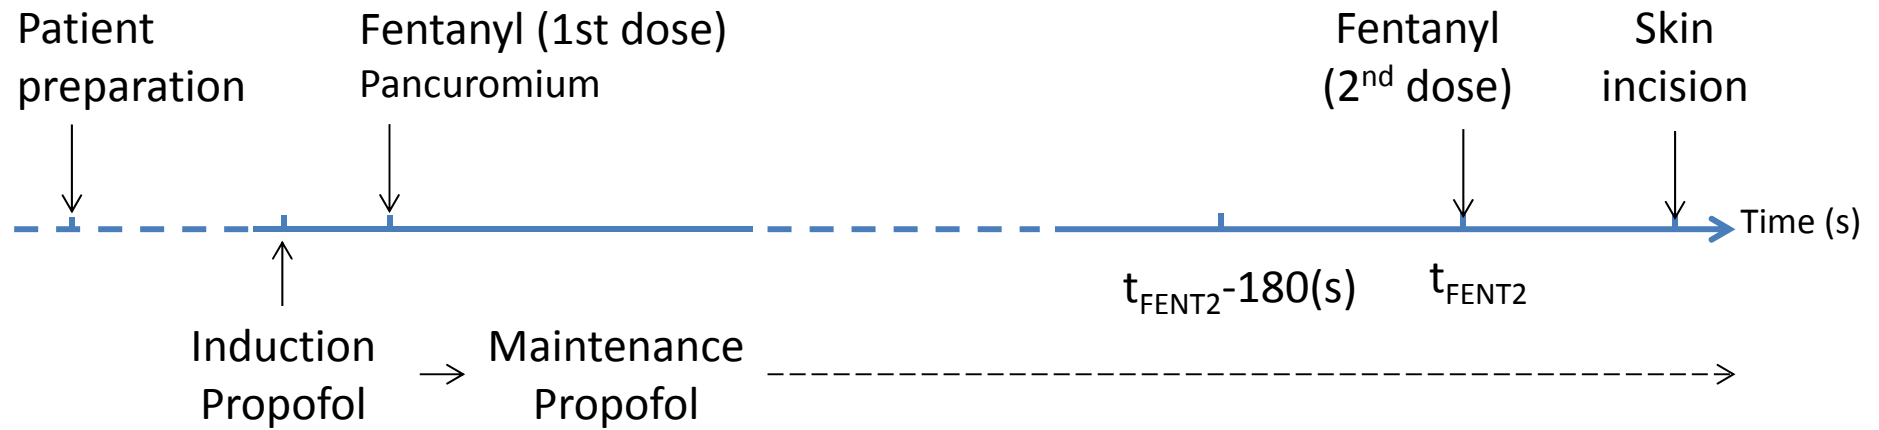 Patient
preparation
Fentanyl (1st dose)
Pancuromium
Fentanyl
(2nd dose)
Skin
incision
Time (s)
tFENT2-180(s)
tFENT2
Induction
Propofol
Maintenance
Propofol